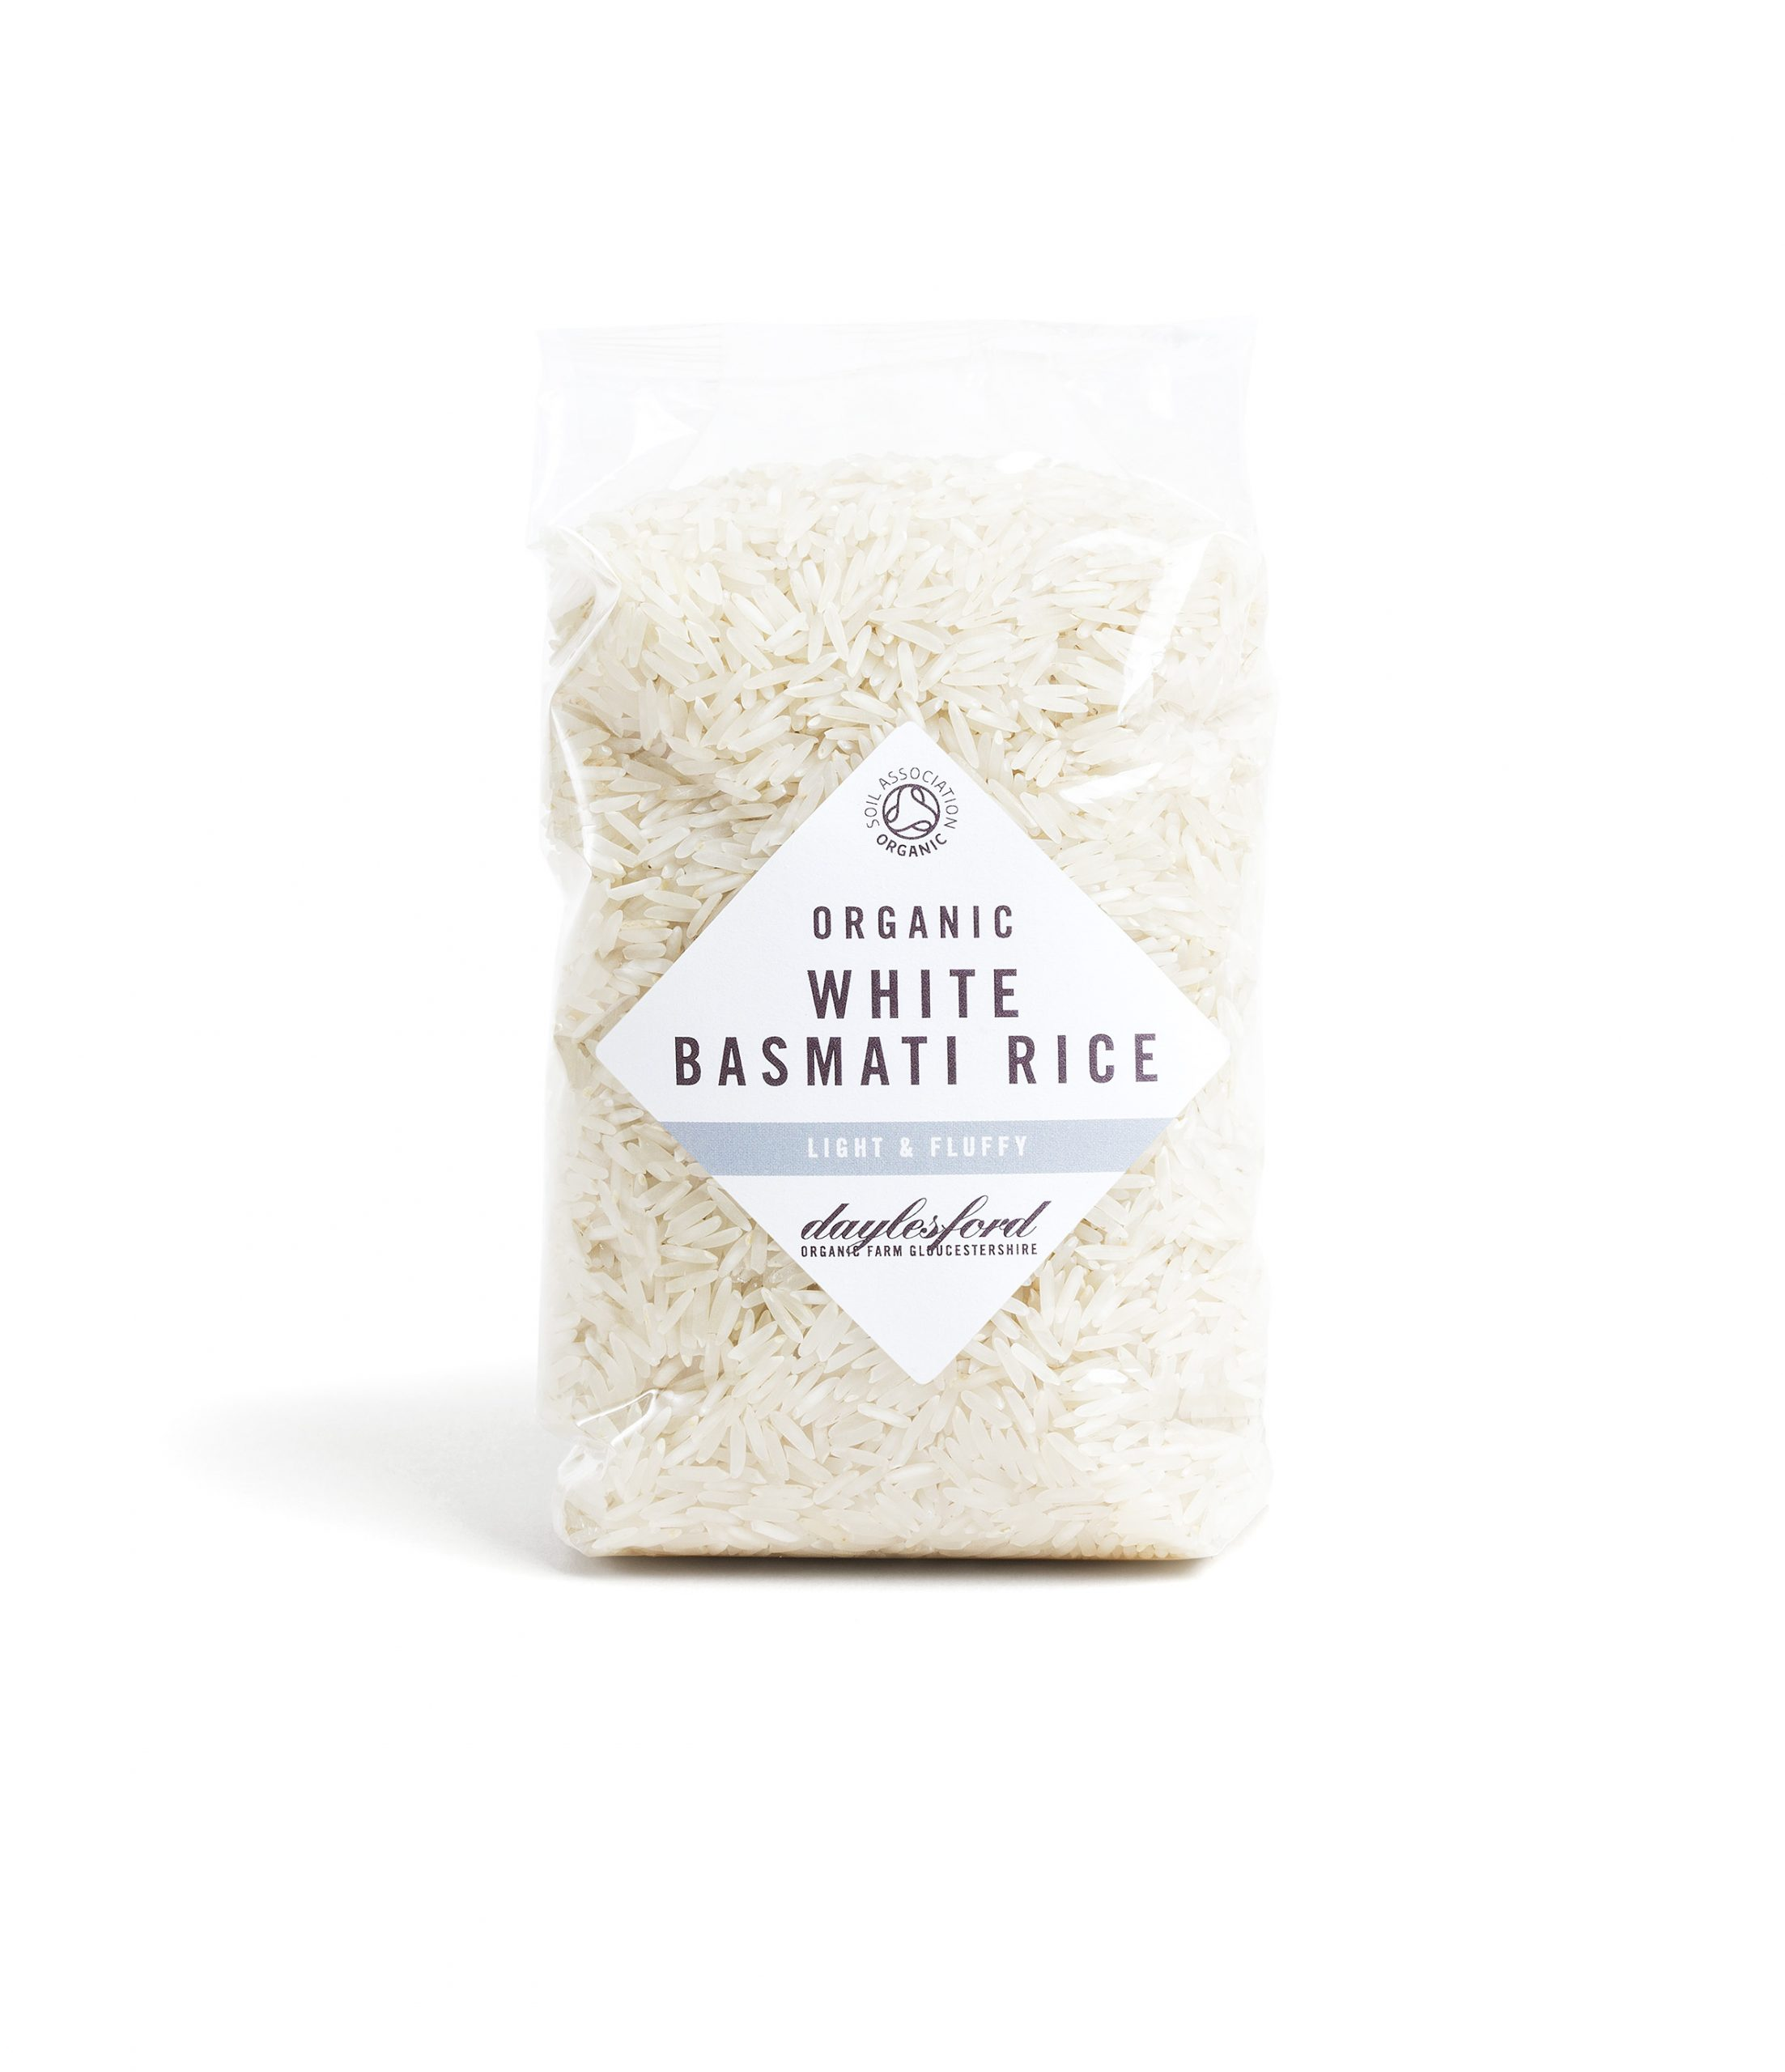 SOIL ASSOCIATION
ORGANIC
ORGANIC
WHITE
BASMATI RICE
LIGHT & FLUFFY
daylesford
ORGANIC FARM GLOUCESTERSHIRE